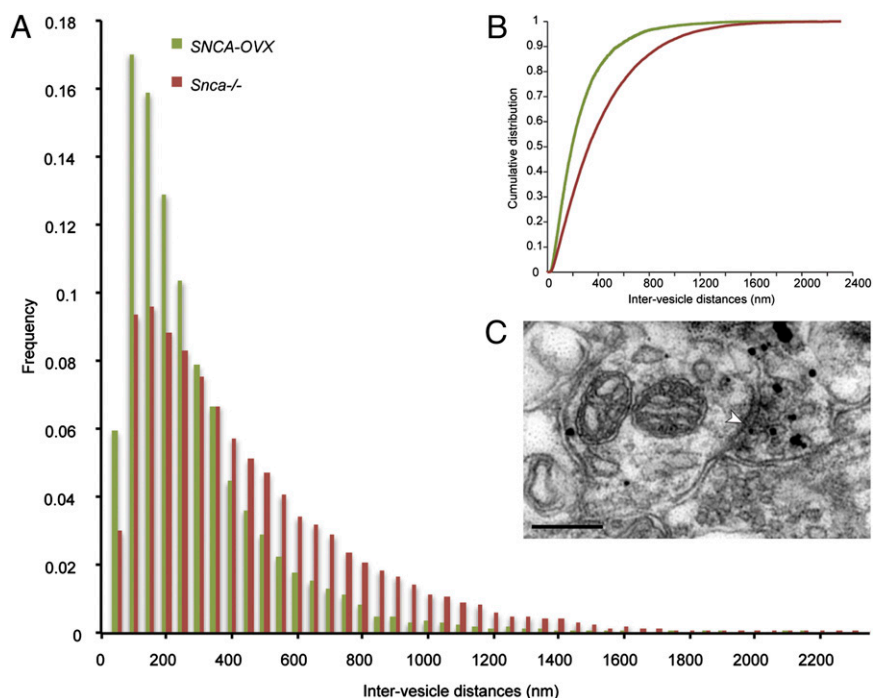 A
0.18
0.16
0.14
0.12
0.1
0.08
0.06
0.04
0.02
0
Frequency
SNCA-OVX
Snca-/-
0 200 400 600 800 1000 1200 1400 1600 1800 2000 2200
Inter-vesicle distances (nm)
B
1
0.9
0.8
0.7
0.6
0.5
0.4
0.3
0.2
0.1
0
Cumulative distribution
0 400 800 1200 1600 2000 2400
Inter-vesicle distances (nm)
C